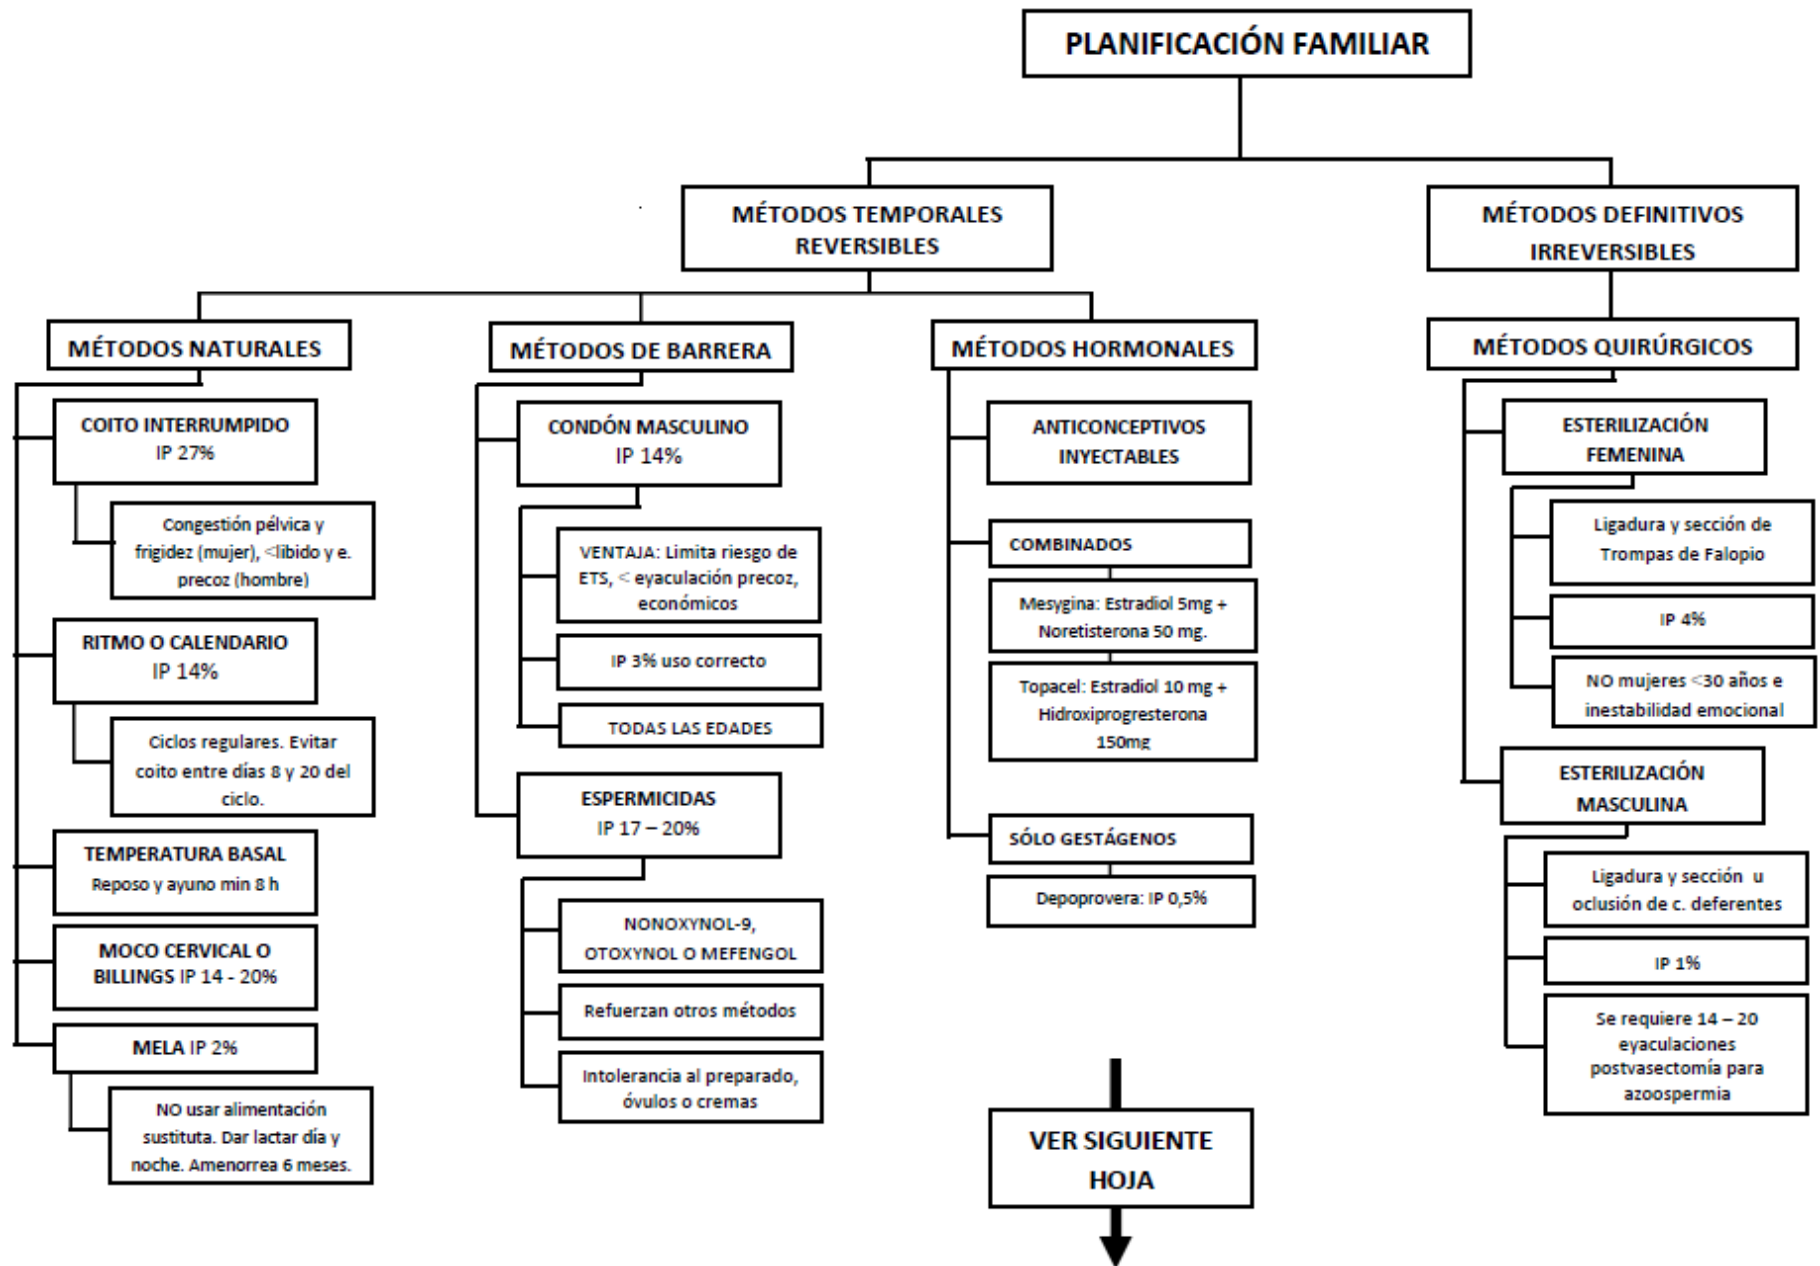 PLANIFICACIÓN FAMILIAR
MÉTODOS TEMPORALES
REVERSIBLES
MÉTODOS DEFINITIVOS
IRREVERSIBLES
MÉTODOS NATURALES
COITO INTERRUMPIDO
IP 27%
Congestión pélvica y
frigidez (mujer), <libido y e.
precoz (hombre)
RITMO O CALENDARIO
IP 14%
Ciclos regulares. Evitar
coito entre días 8 y 20 del
ciclo.
TEMPERATURA BASAL
Reposo y ayuno min 8 h
MOCO CERVICAL O
BILLINGS IP 14 - 20%
MELA IP 2%
NO usar alimentación
sustituta. Dar lactar día y
noche. Amenorrea 6 meses.
MÉTODOS DE BARRERA
CONDÓN MASCULINO
IP 14%
VENTAJA: Limita riesgo de
ETS, < eyaculación precoz,
económicos
IP 3% uso correcto
TODAS LAS EDADES
ESPERMICIDAS
IP 17 – 20%
NONOXYNOL-9,
OTOXYNOL O MEFENGOL
Refuerzan otros métodos
Intolerancia al preparado,
óvulos o cremas
MÉTODOS HORMONALES
ANTICONCEPTIVOS
INYECTABLES
COMBINADOS
Mesygina: Estradiol 5mg +
Noretisterona 50 mg.
Topacel: Estradiol 10 mg +
Hidroxiprogresterona
150mg
SÓLO GESTÁGENOS
Depoprovera: IP 0,5%
VER SIGUIENTE
HOJA
MÉTODOS QUIRÚRGICOS
ESTERILIZACIÓN
FEMENINA
Ligadura y sección de
Trompas de Falopio
IP 4%
NO mujeres <30 años e
inestabilidad emocional
ESTERILIZACIÓN
MASCULINA
Ligadura y sección u
oclusión de c. deferentes
IP 1%
Se requiere 14 – 20
eyaculaciones
postvasectomía para
azoospermia